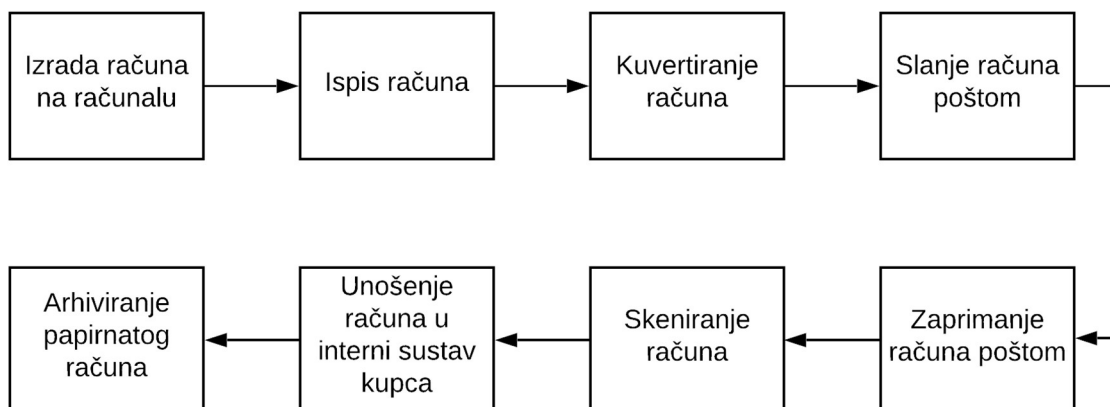 Izrada računa
na računalu
Ispis računa
Kuvertiranje
računa
Slanje računa
poštom
Zaprimanje
računa poštom
Skeniranje
računa
Unošenje
računa u
interni sustav
kupca
Arhiviranje
papirnatog
računa